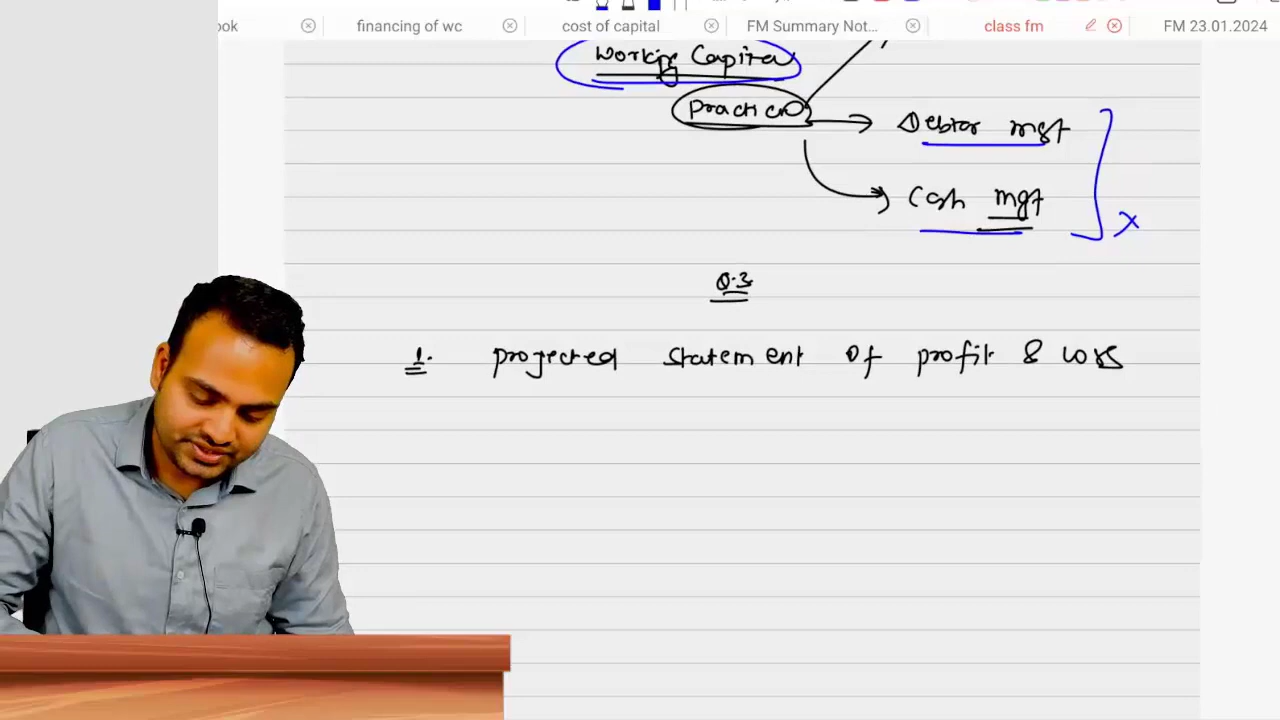 ook financing of wc cost of capital FM Summary Not... class fm FM 23.01.2024
Working Capital
practical
Debtor mgt
Cash mgt
X
Q.3
1. projected statement of profit & loss